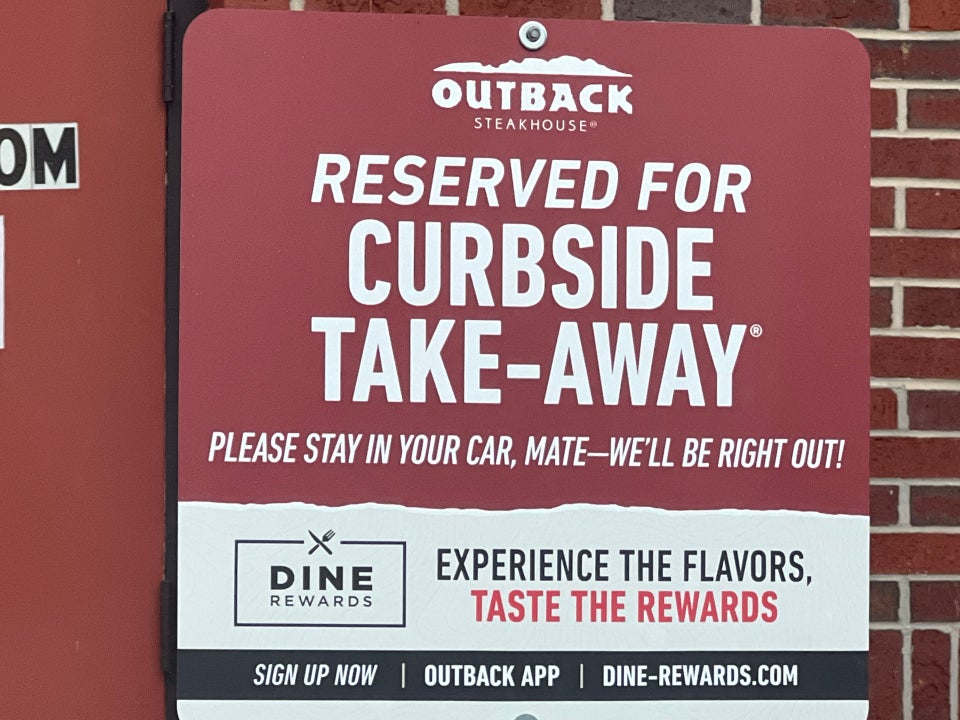 OM
OUTBACK
STEAKHOUSE®
RESERVED FOR
CURBSIDE
TAKE-AWAY®
PLEASE STAY IN YOUR CAR, MATE—WE'LL BE RIGHT OUT!
DINE
REWARDS
EXPERIENCE THE FLAVORS,
TASTE THE REWARDS
SIGN UP NOW | OUTBACK APP | DINE-REWARDS.COM